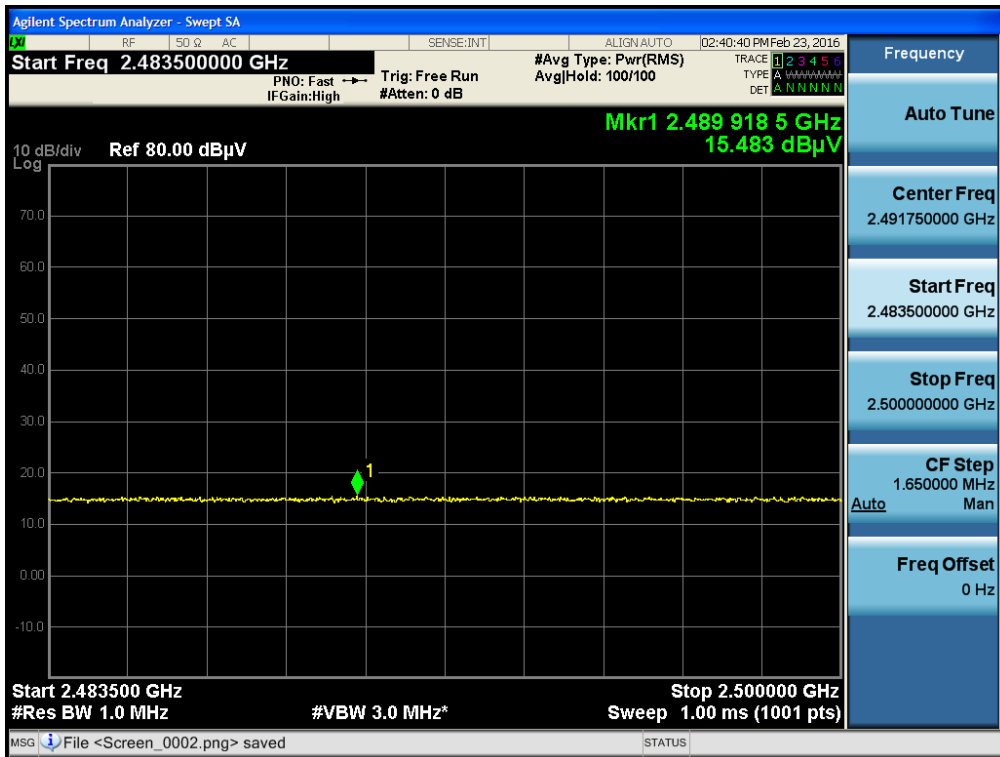 Agilent Spectrum Analyzer - Swept SA
LXI RF 50 Ω AC SENSE:INT ALIGN AUTO 02:40:40 PM Feb 23, 2016
Start Freq 2.483500000 GHz
PNO: Fast
IFGain:High
Trig: Free Run
#Atten: 0 dB
#Avg Type: Pwr(RMS)
Avg|Hold: 100/100
TRACE 1 2 3 4 5 6
TYPE A WWWWW
DET A N N N N N
Mkr1 2.489 918 5 GHz
15.483 dBµV
10 dB/div Ref 80.00 dBµV
Log
70.0
60.0
50.0
40.0
30.0
20.0
10.0
0.00
-10.0
1
Start 2.483500 GHz Stop 2.500000 GHz
#Res BW 1.0 MHz #VBW 3.0 MHz* Sweep 1.00 ms (1001 pts)
MSG File <Screen_0002.png> saved STATUS
Frequency
Auto Tune
Center Freq
2.491750000 GHz
Start Freq
2.483500000 GHz
Stop Freq
2.500000000 GHz
CF Step
1.650000 MHz
Auto Man
Freq Offset
0 Hz